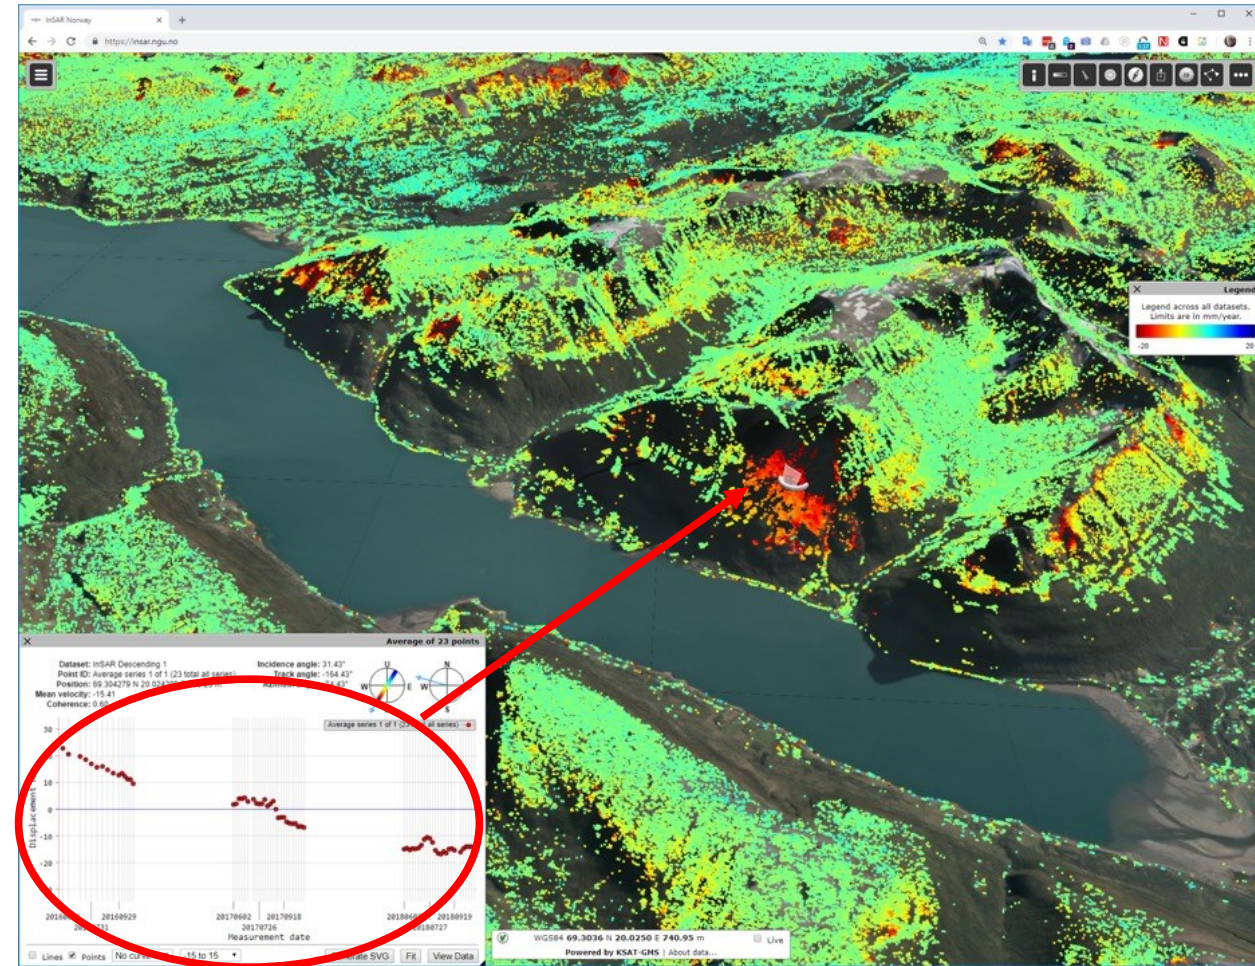 InSAR Norway
https://insar.ngu.no
Legend
Legend across all datasets.
Limits are in mm/year.
-20 20
Average of 23 points
Dataset: InSAR Descending 1
Point ID: Average series 1 of 1 (23 total all series)
Position: 69.304279 N
Mean velocity: -15.41
Coherence: 0.60
Incidence angle: 31.43°
Track angle: -164.43°
U
W E
N
W
S
Average series 1 of 1 (23 total all series)
30
10
0
-10
-20
Displacement
20160929
20170602 20170918
20170726
20180919
20180727
Measurement date
Lines Points -15 to 15 SVG Fit View Data
WGS84 69.3036 N 20.0250 E 740.95 m Live
Powered by KSAT-GMS | About data...